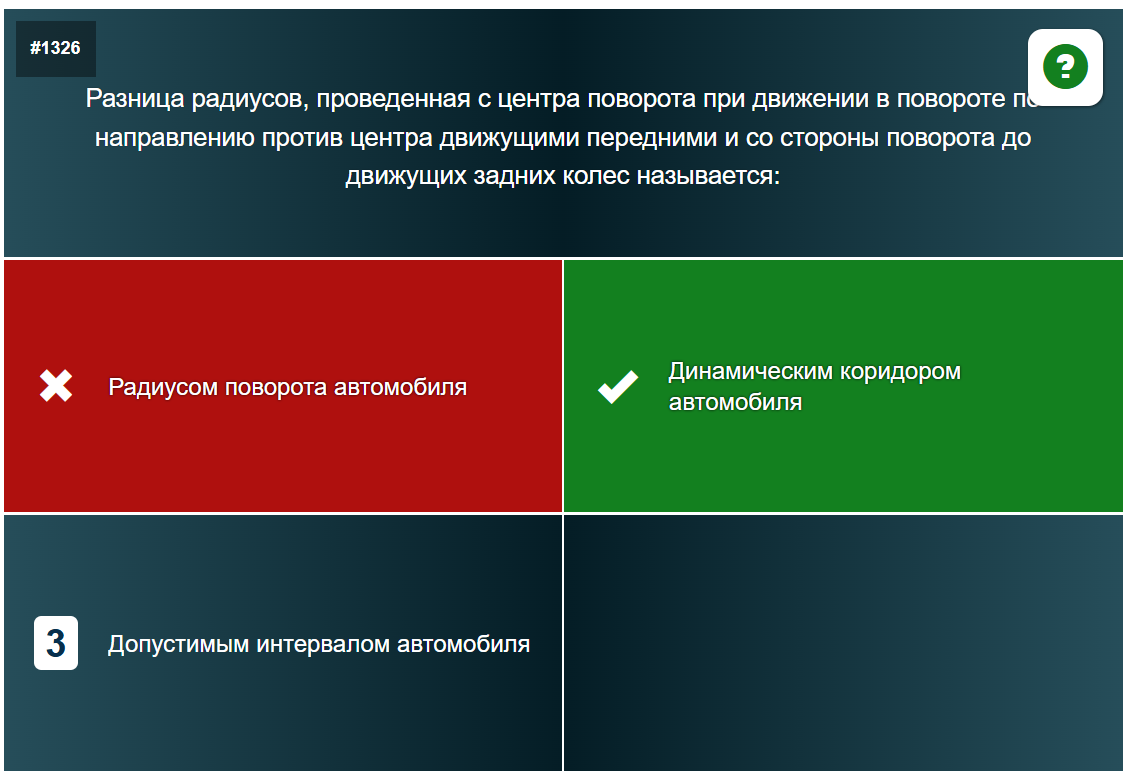 #1326
Разница радиусов, проведенная с центра поворота при движении в повороте по
направлению против центра движущими передними и со стороны поворота до
движущих задних колес называется:
Радиусом поворота автомобиля
Динамическим коридором
автомобиля
3 Допустимым интервалом автомобиля